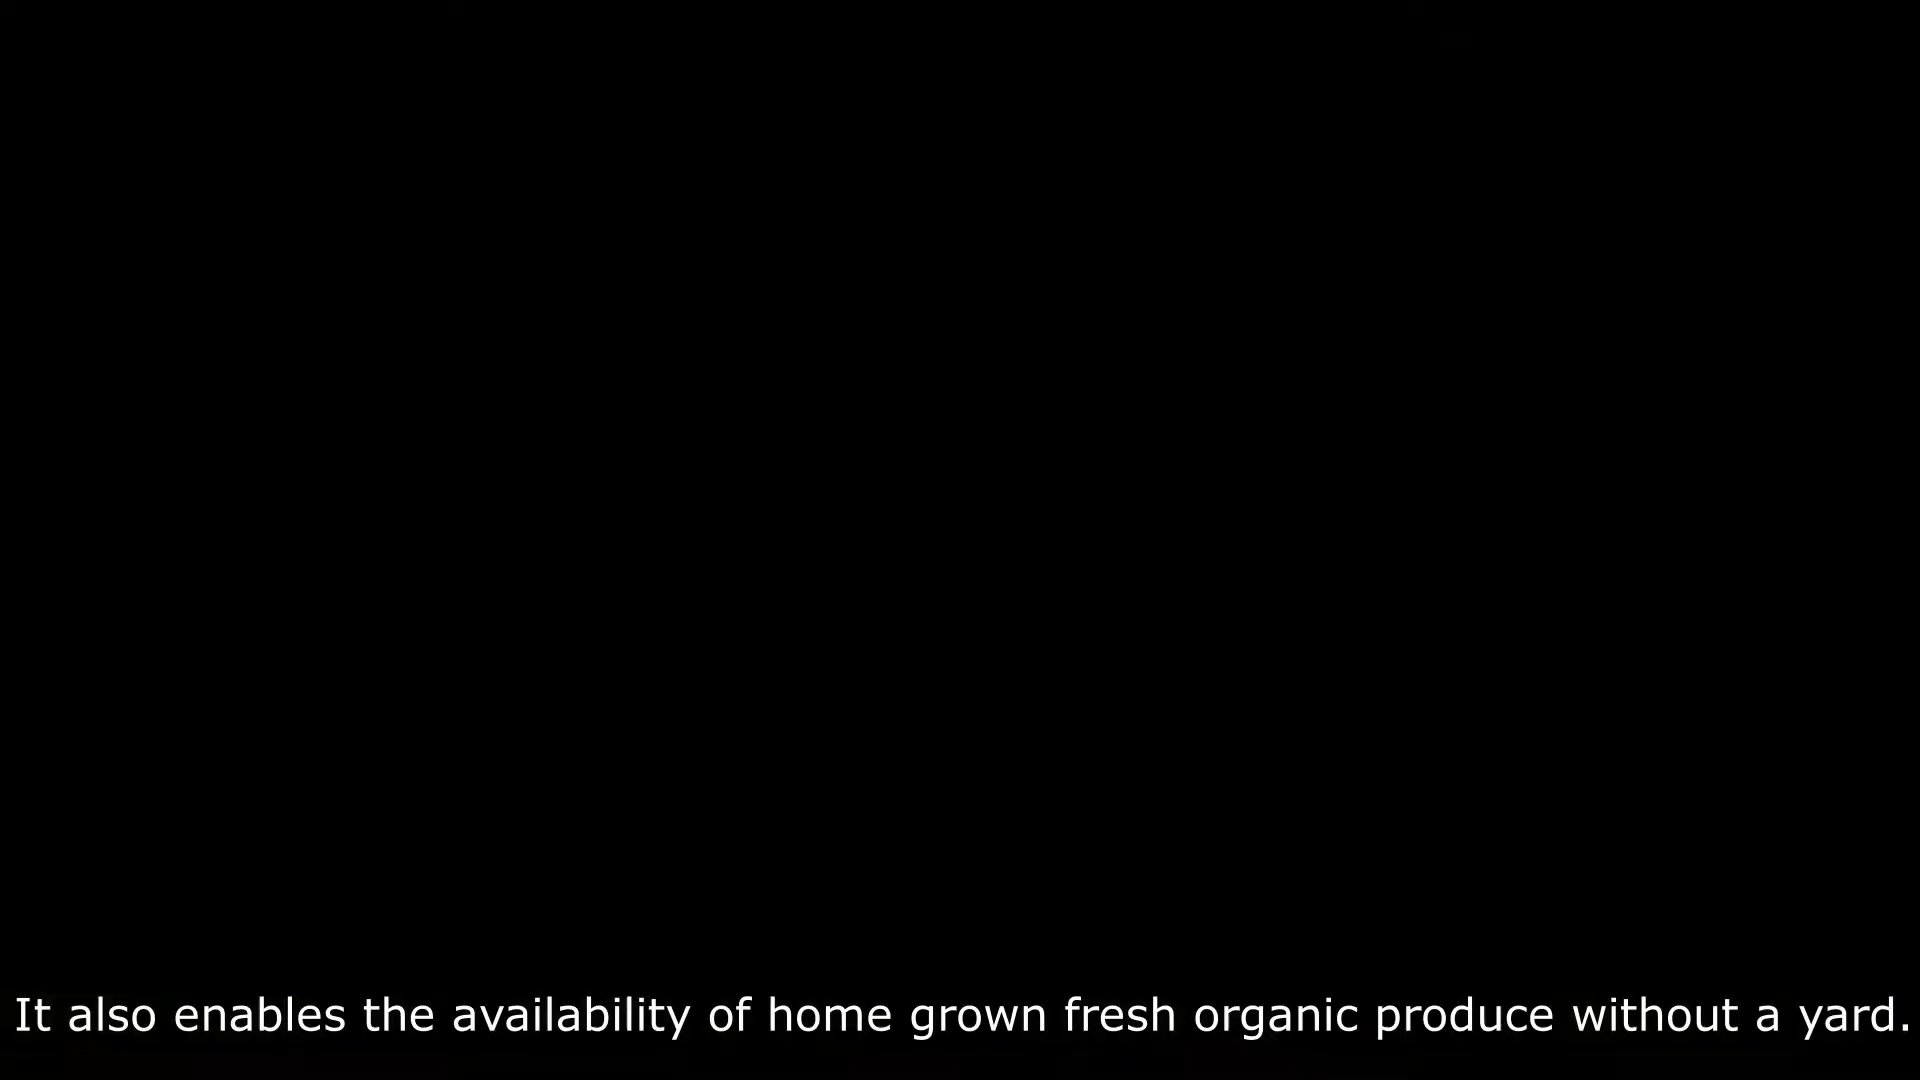 It also enables the availability of home grown fresh organic produce without a yard.